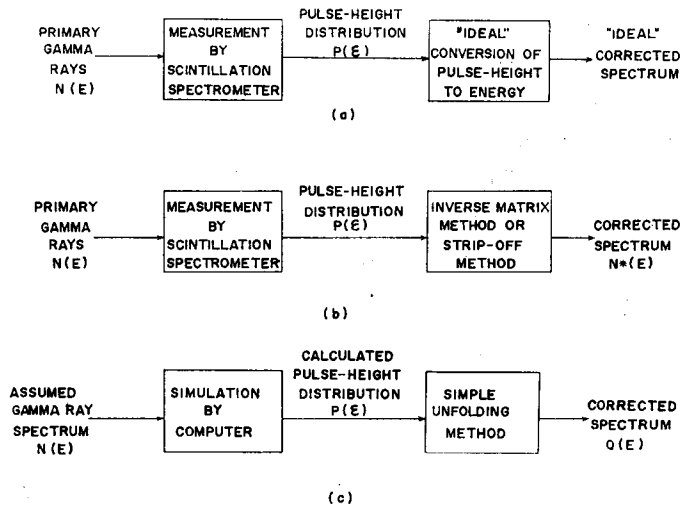 PRIMARY
GAMMA
RAYS
N(E)
MEASUREMENT
BY
SCINTILLATION
SPECTROMETER
PULSE-HEIGHT
DISTRIBUTION
P(Ɛ)
"IDEAL"
CONVERSION OF
PULSE-HEIGHT
TO ENERGY
"IDEAL"
CORRECTED
SPECTRUM
(a)
PRIMARY
GAMMA
RAYS
N(E)
MEASUREMENT
BY
SCINTILLATION
SPECTROMETER
PULSE-HEIGHT
DISTRIBUTION
P(Ɛ)
INVERSE MATRIX
METHOD OR
STRIP-OFF
METHOD
CORRECTED
SPECTRUM
N*(E)
(b)
ASSUMED
GAMMA RAY
SPECTRUM
N(E)
SIMULATION
BY
COMPUTER
CALCULATED
PULSE-HEIGHT
DISTRIBUTION
P(Ɛ)
SIMPLE
UNFOLDING
METHOD
CORRECTED
SPECTRUM
Q(E)
(c)